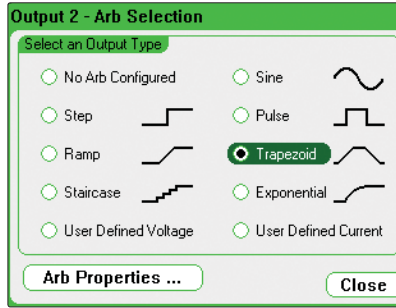 Output 2 - Arb Selection
Select an Output Type
No Arb Configured
Sine
Step
Pulse
Ramp
Trapezoid
Staircase
Exponential
User Defined Voltage
User Defined Current
Arb Properties ...
Close